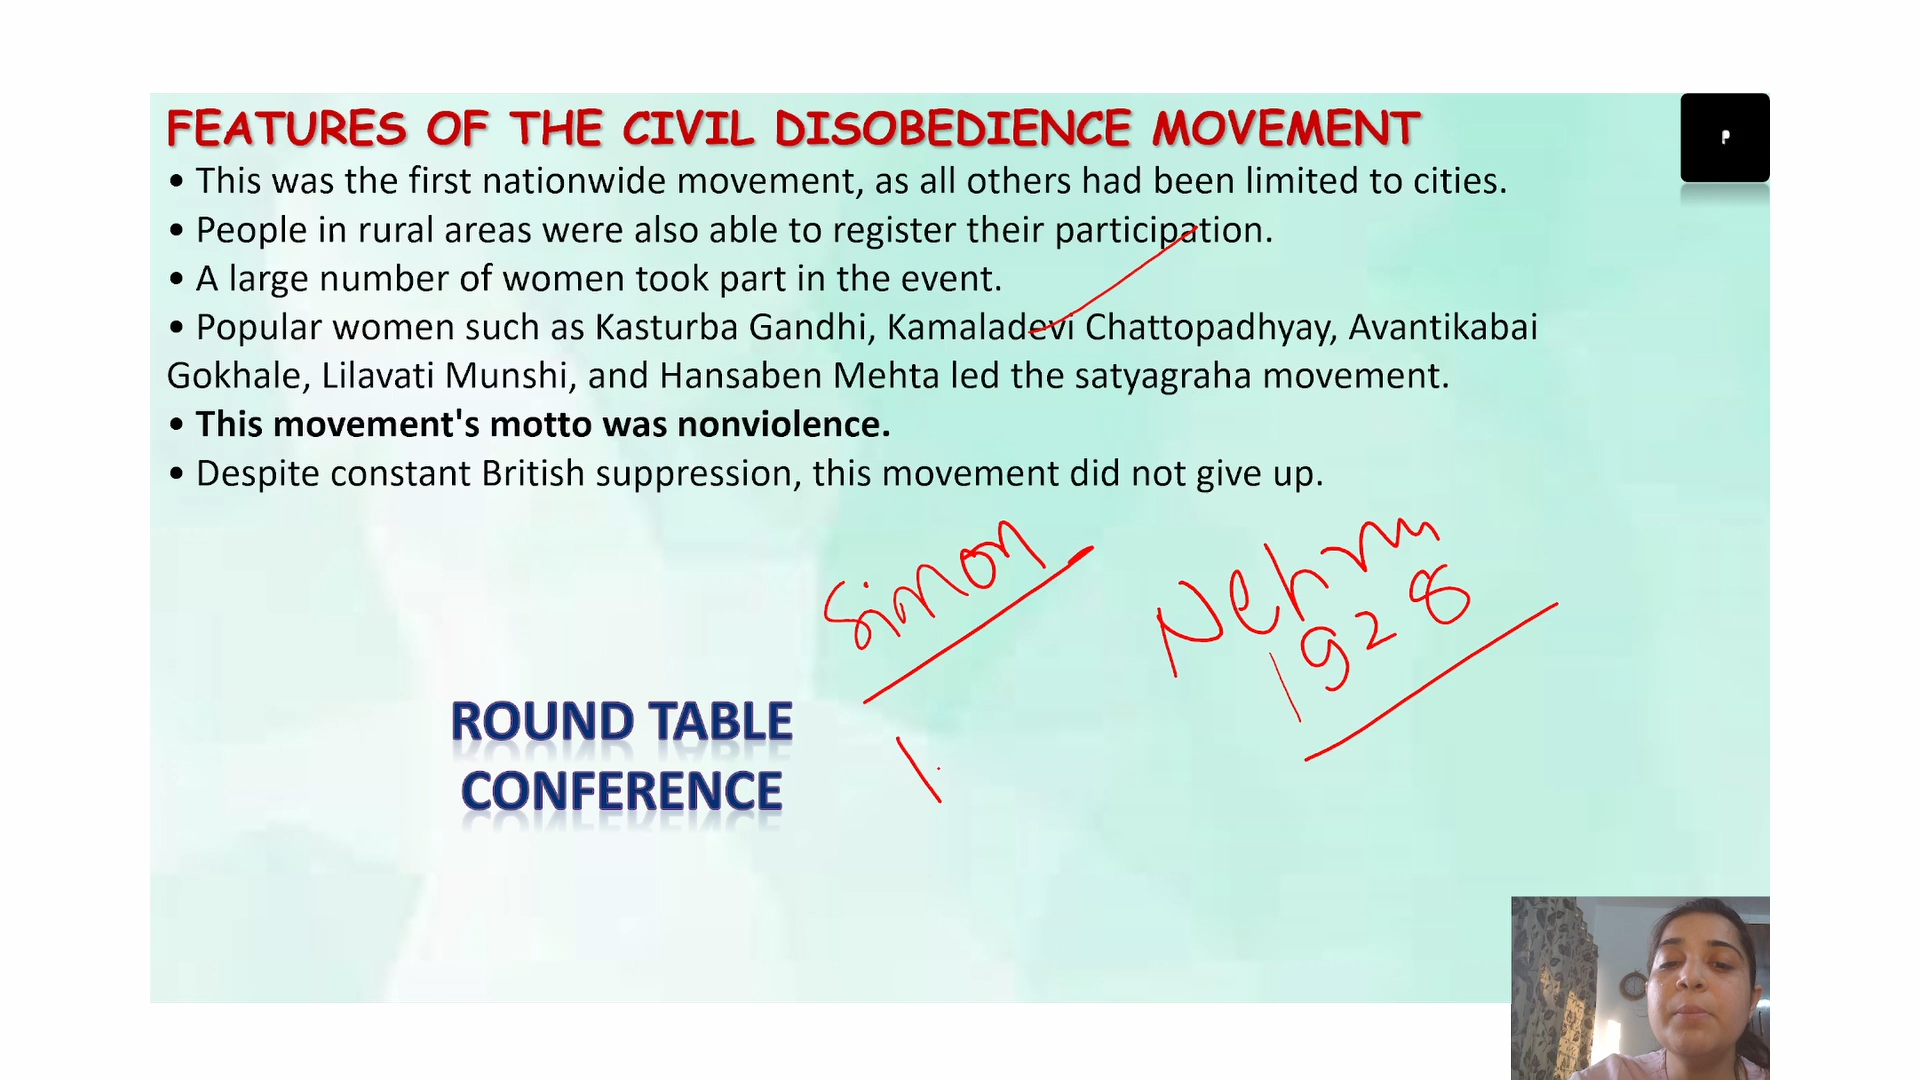 FEATURES OF THE CIVIL DISOBEDIENCE MOVEMENT
P
• This was the first nationwide movement, as all others had been limited to cities.
• People in rural areas were also able to register their participation.
• A large number of women took part in the event.
• Popular women such as Kasturba Gandhi, Kamaladevi Chattopadhyay, Avantikabai
Gokhale, Lilavati Munshi, and Hansaben Mehta led the satyagraha movement.
• This movement's motto was nonviolence.
• Despite constant British suppression, this movement did not give up.
Simon
Nehru
1928
ROUND TABLE
CONFERENCE
1